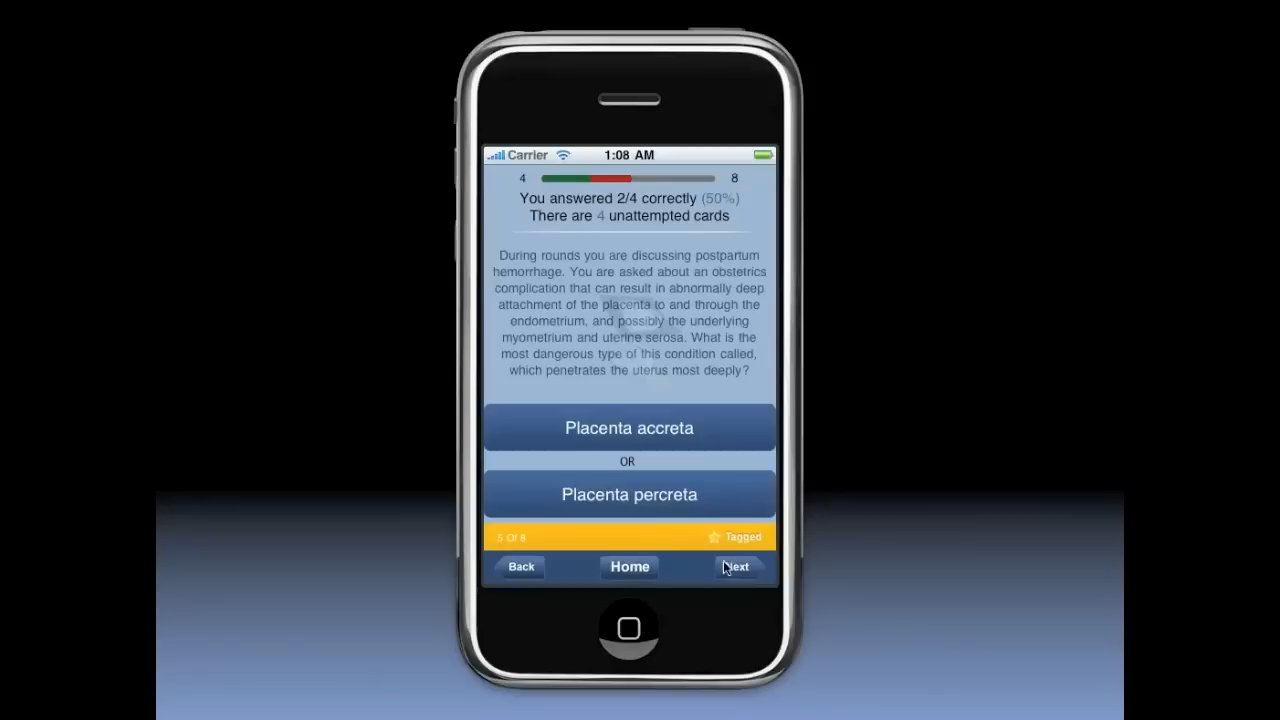 Carrier 1:08 AM
4 8
You answered 2/4 correctly (50%)
There are 4 unattempted cards
During rounds you are discussing postpartum
hemorrhage. You are asked about an obstetrics
complication that can result in abnormally deep
attachment of the placenta to and through the
endometrium, and possibly the underlying
myometrium and uterine serosa. What is the
most dangerous type of this condition called,
which penetrates the uterus most deeply?
Placenta accreta
OR
Placenta percreta
5 Of 8 Tagged
Back Home Next